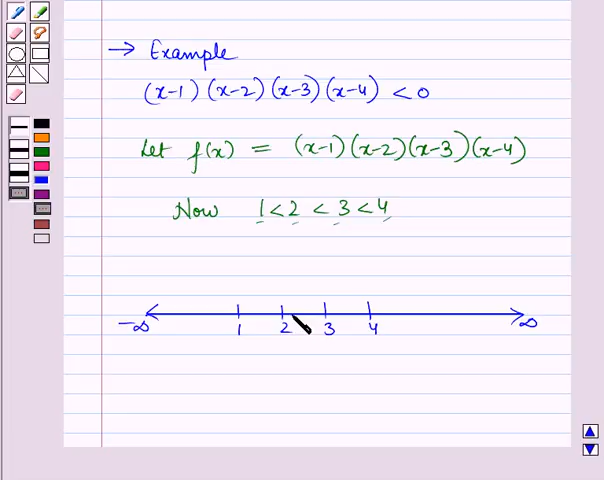 → Example
(x-1) (x-2) (x-3) (x-4) < 0
Let f(x) = (x-1) (x-2) (x-3) (x-4)
Now 1 < 2 < 3 < 4
-∞ 1 2 3 4 ∞